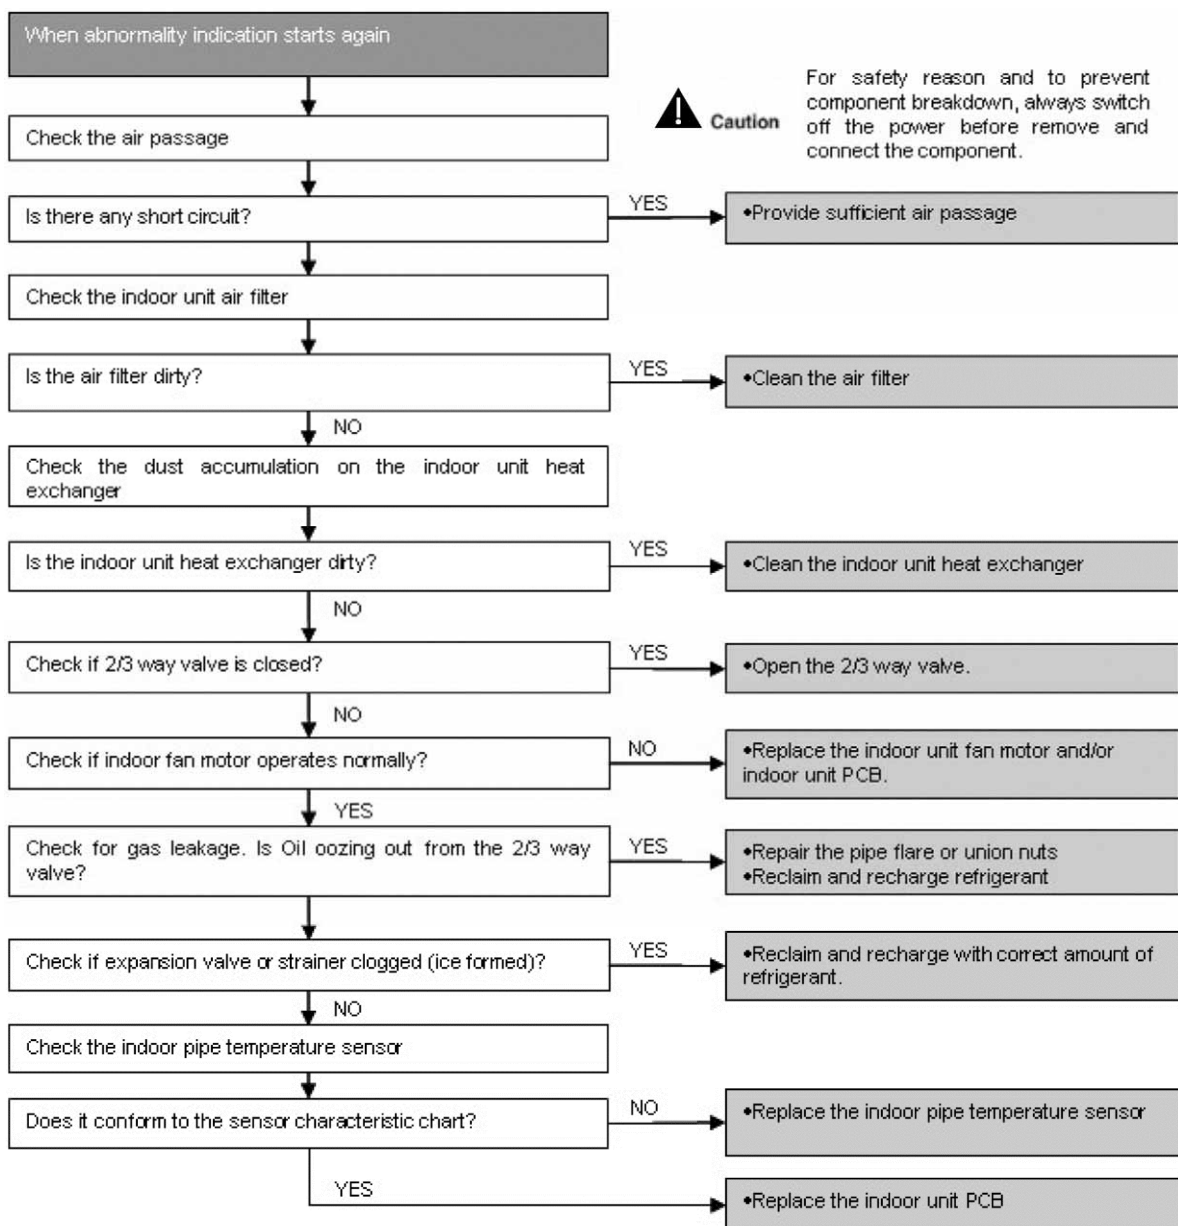 When abnormality indication starts again
For safety reason and to prevent
component breakdown, always switch
off the power before remove and
connect the component.
Caution
Check the air passage
Is there any short circuit?
YES
•Provide sufficient air passage
Check the indoor unit air filter
Is the air filter dirty?
YES
•Clean the air filter
NO
Check the dust accumulation on the indoor unit heat
exchanger
Is the indoor unit heat exchanger dirty?
YES
•Clean the indoor unit heat exchanger
NO
Check if 2/3 way valve is closed?
YES
•Open the 2/3 way valve.
NO
Check if indoor fan motor operates normally?
NO
•Replace the indoor unit fan motor and/or
indoor unit PCB.
YES
Check for gas leakage. Is Oil oozing out from the 2/3 way
valve?
YES
•Repair the pipe flare or union nuts
•Reclaim and recharge refrigerant
Check if expansion valve or strainer clogged (ice formed)?
YES
•Reclaim and recharge with correct amount of
refrigerant.
NO
Check the indoor pipe temperature sensor
Does it conform to the sensor characteristic chart?
NO
•Replace the indoor pipe temperature sensor
YES
•Replace the indoor unit PCB